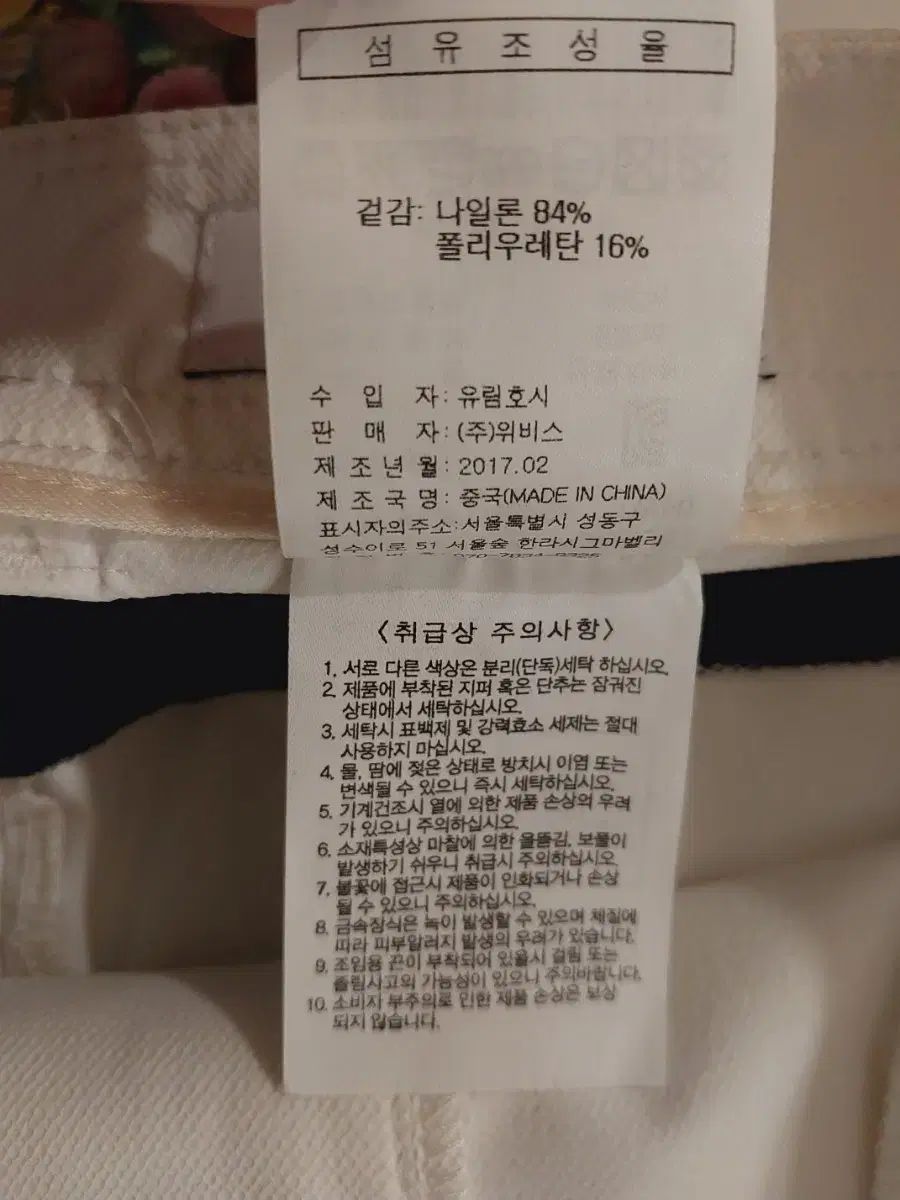 섬 유 조 성 율
겉감: 나일론 84%
폴리우레탄 16%
수 입 자: 유림호시
판 매 자: (주)위비스
제 조 년 월: 2017.02
제 조 국 명: 중국(MADE IN CHINA)
표시자의주소: 서울특별시 성동구
성수이로 51 서울숲 한라시그마벨리
<취급상 주의사항>
1. 서로 다른 색상은 분리(단독)세탁 하십시오.
2. 제품에 부착된 지퍼 혹은 단추는 잠궈진
상태에서 세탁하십시오.
3. 세탁시 표백제 및 강력효소 세제는 절대
사용하지 마십시오.
4. 물, 땀에 젖은 상태로 방치시 이염 또는
변색될 수 있으니 즉시 세탁하십시오.
5. 기계건조시 열에 의한 제품 손상의 우려
가 있으니 주의하십시오.
6. 소재특성상 마찰에 의한 올뜯김, 보풀이
발생하기 쉬우니 취급시 주의하십시오.
7. 불꽃에 접근시 제품이 인화되거나 손상
될 수 있으니 주의하십시오.
8. 금속장식은 녹이 발생할 수 있으며 체질에
따라 피부알러지 발생의 우려가 있습니다.
9. 조임용 끈이 부착되어 있을시 걸림 또는
졸림사고의 가능성이 있으니 주의바랍니다.
10. 소비자 부주의로 인한 제품 손상은 보상
되지 않습니다.